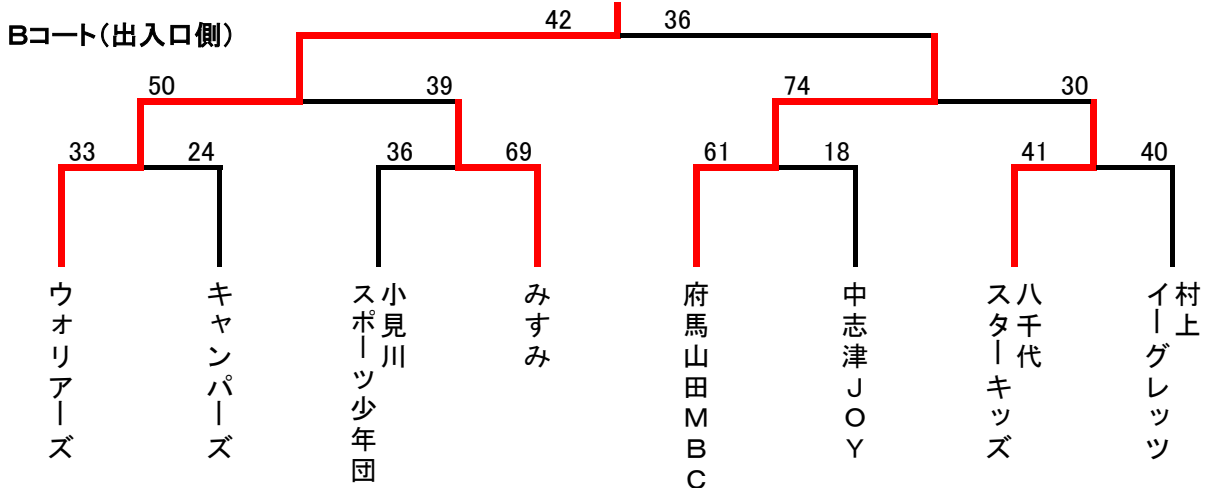 Bコート（出入口側）
42 36
50 39 74 30
33 24 36 69 61 18 41 40
ウォリアーズ
キャンパーズ
小見川
スポーツ少年団
みすみ
府馬山田MBC
中志津JOY
八千代
スターキッズ
村上
イーグレッツ